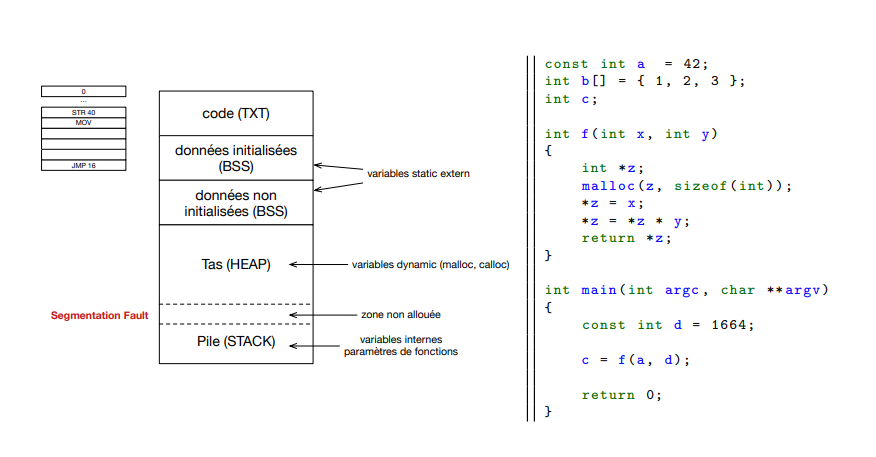 0
...
STR 40
MOV
JMP 16
code (TXT)
données initialisées
(BSS)
données non
initialisées (BSS)
Tas (HEAP)
Pile (STACK)
Segmentation Fault
variables static extern
variables dynamic (malloc, calloc)
zone non allouée
variables internes
paramètres de fonctions
const int a  = 42;
int b[] = { 1, 2, 3 };
int c;
int f(int x, int y)
{
    int *z;
    malloc(z, sizeof(int));
    *z = x;
    *z = *z * y;
    return *z;
}
int main(int argc, char **argv)
{
    const int d = 1664;
    c = f(a, d);
    return 0;
}